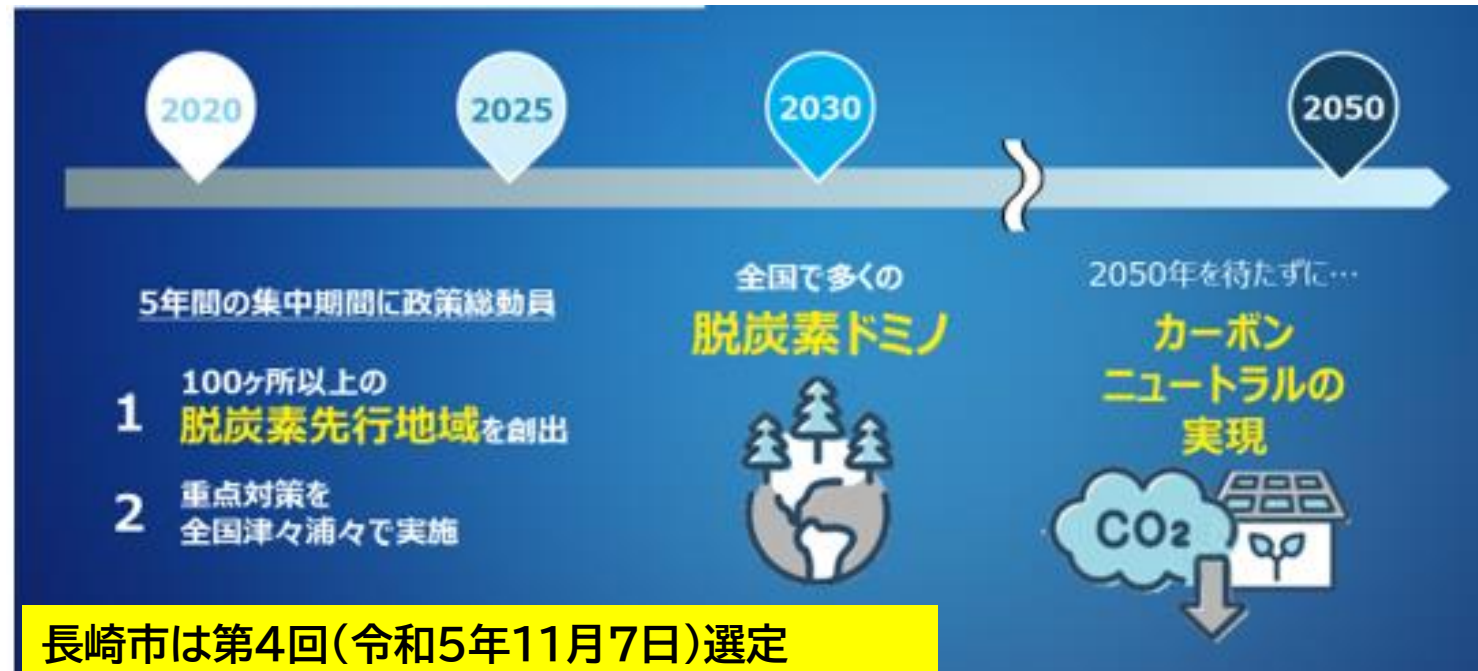 2020
2025
2030
2050
5年間の集中期間に政策総動員
1
100ヶ所以上の
脱炭素先行地域を創出
2
重点対策を
全国津々浦々で実施
全国で多くの
脱炭素ドミノ
2050年を待たずに…
カーボン
ニュートラルの
実現
CO2
長崎市は第4回(令和5年11月7日)選定